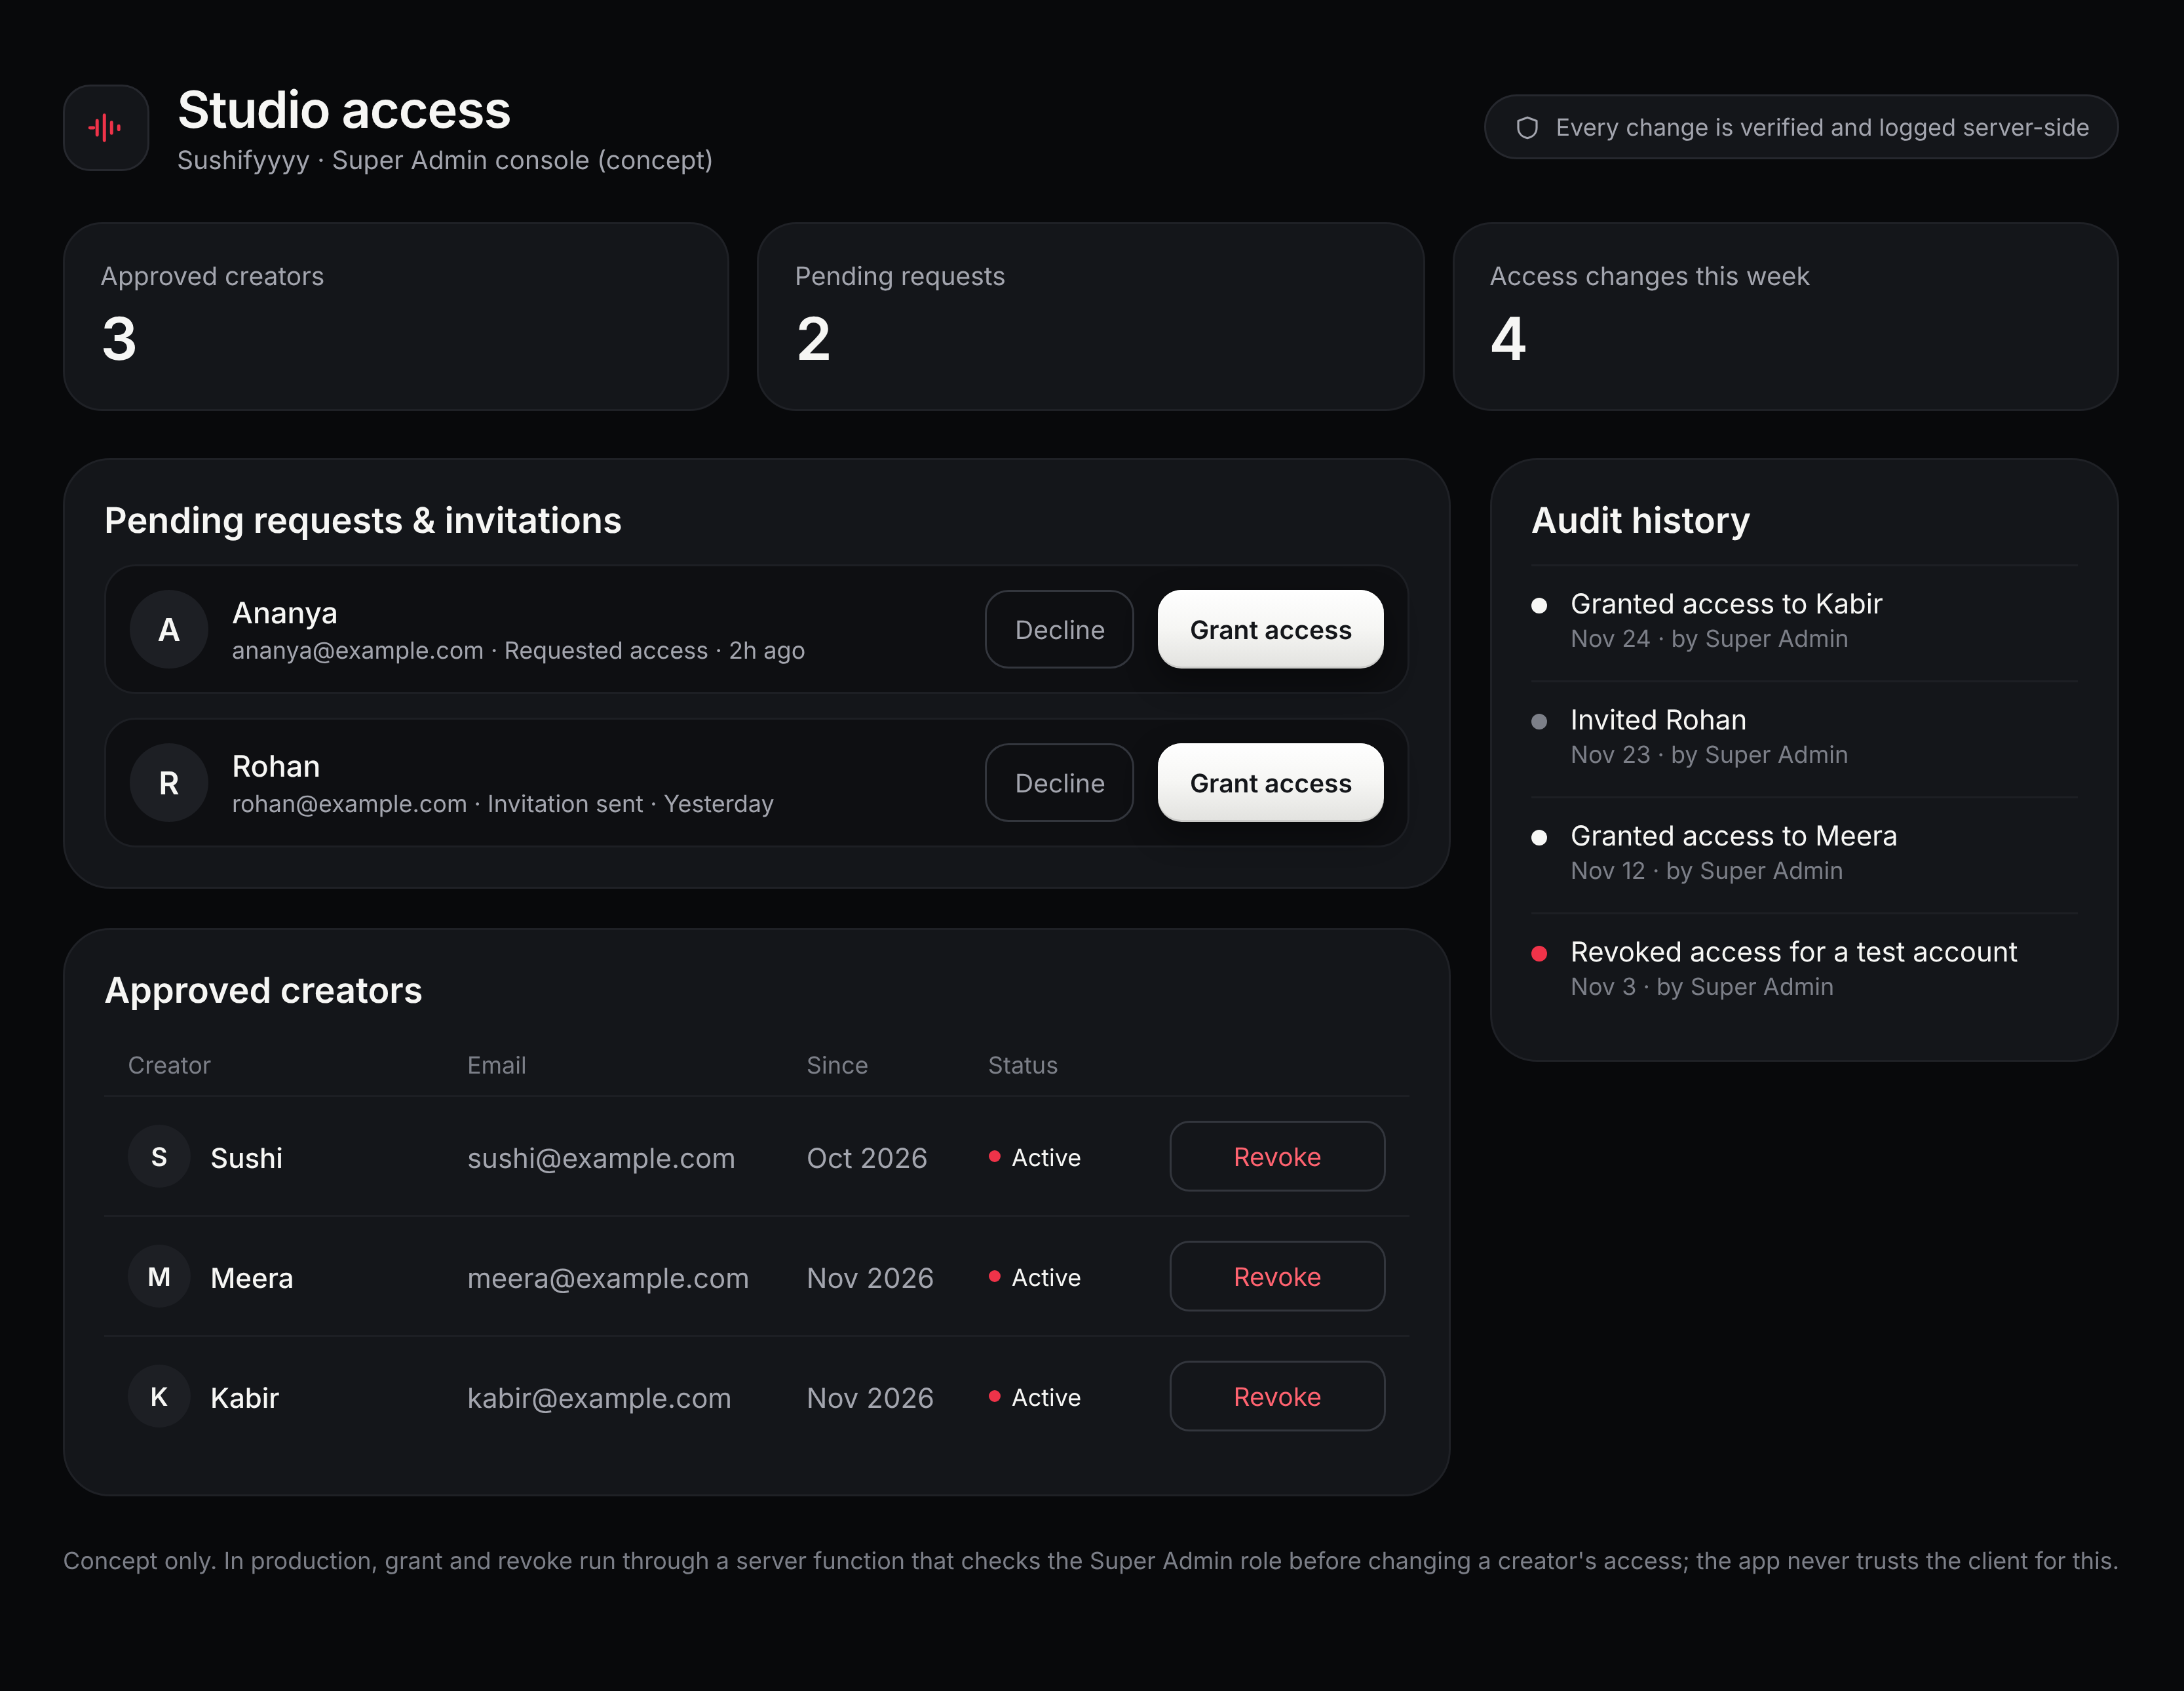 Studio access
Sushifyyyy · Super Admin console (concept)
Every change is verified and logged server-side
Approved creators
3
Pending requests
2
Access changes this week
4
Pending requests & invitations
A
Ananya
ananya@example.com · Requested access · 2h ago
Decline
Grant access
R
Rohan
rohan@example.com · Invitation sent · Yesterday
Decline
Grant access
Audit history
Granted access to Kabir
Nov 24 · by Super Admin
Invited Rohan
Nov 23 · by Super Admin
Granted access to Meera
Nov 12 · by Super Admin
Revoked access for a test account
Nov 3 · by Super Admin
Approved creators
Creator Email Since Status
S Sushi sushi@example.com Oct 2026 Active Revoke
M Meera meera@example.com Nov 2026 Active Revoke
K Kabir kabir@example.com Nov 2026 Active Revoke
Concept only. In production, grant and revoke run through a server function that checks the Super Admin role before changing a creator's access; the app never trusts the client for this.